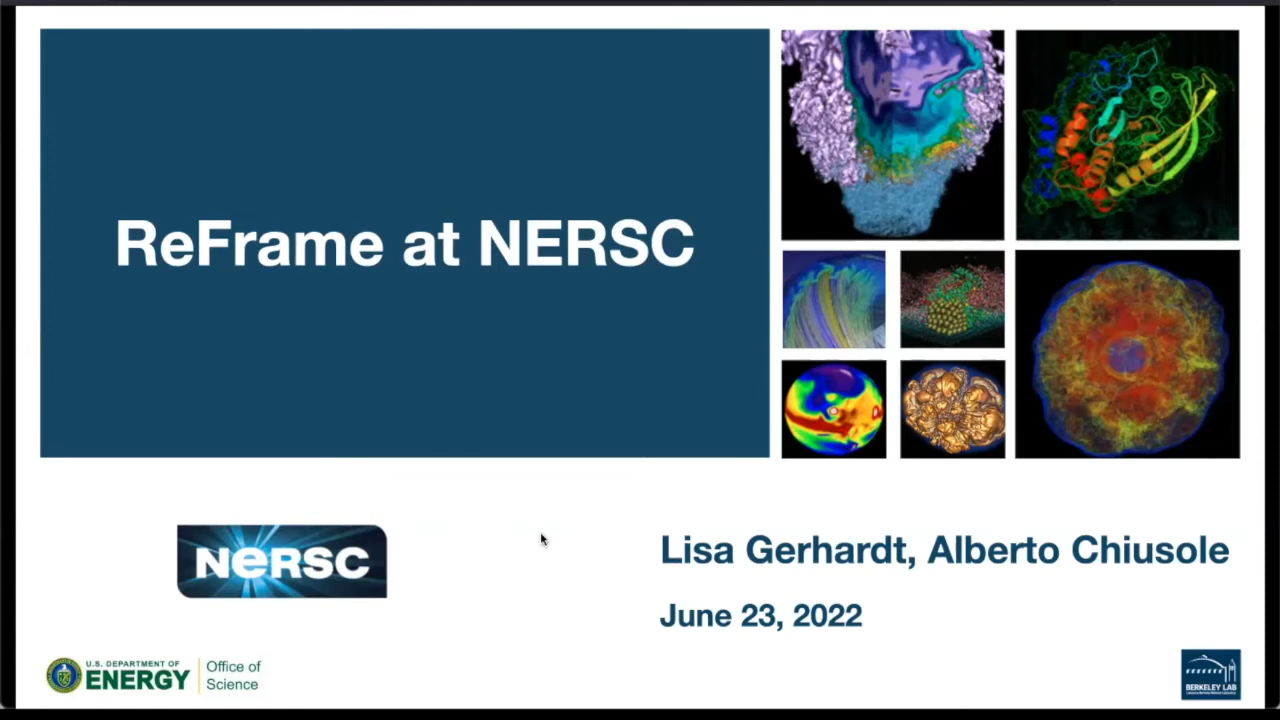 ReFrame at NERSC
NERSC
Lisa Gerhardt, Alberto Chiusole
June 23, 2022
U.S. DEPARTMENT OF
ENERGY
Office of
Science
BERKELEY LAB